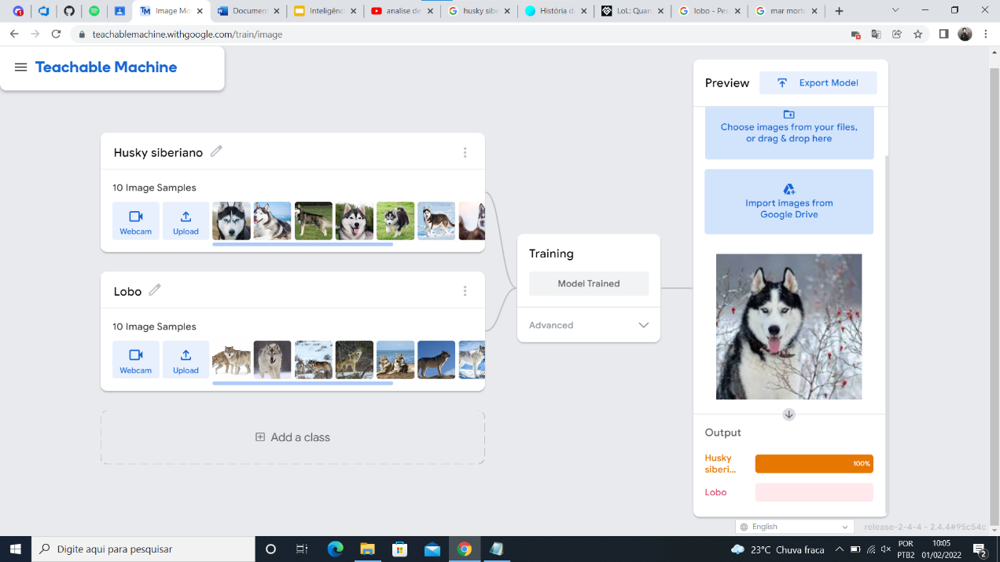 Image Mo
Document
Inteligênc
analise de
husky sibe
História da
LoL: Quan
lobo - Pes
mar morto
teachablemachine.withgoogle.com/train/image
Teachable Machine
Husky siberiano
10 Image Samples
Webcam
Upload
Lobo
10 Image Samples
Webcam
Upload
Add a class
Training
Model Trained
Advanced
Preview
Export Model
Choose images from your files,
or drag & drop here
Import images from
Google Drive
Output
Husky
siberi...
100%
Lobo
English
release-2-4-4 - 2.4.4#95c54c
Digite aqui para pesquisar
23°C Chuva fraca
POR
PTB2
10:05
01/02/2022
2